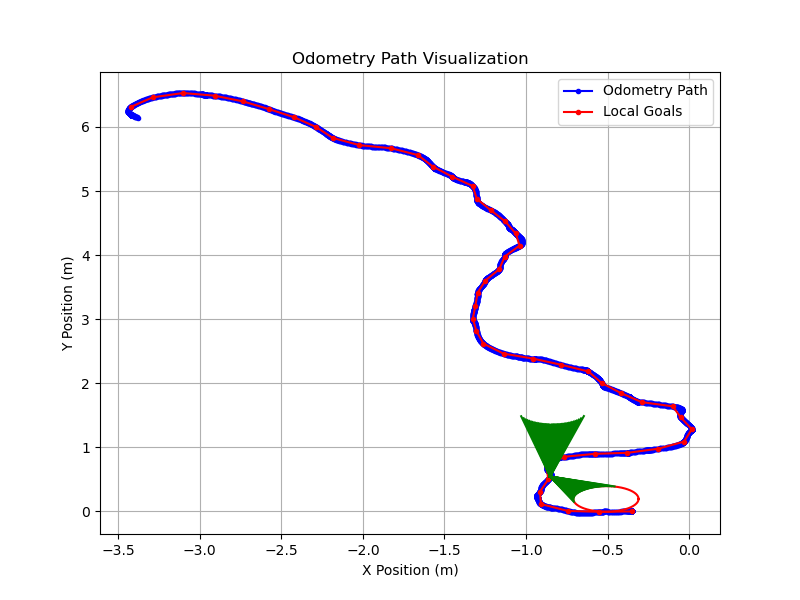 Odometry Path Visualization
Odometry Path
Local Goals
Y Position (m)
6
5
4
3
2
1
0
−3.5 −3.0 −2.5 −2.0 −1.5 −1.0 −0.5 0.0
X Position (m)